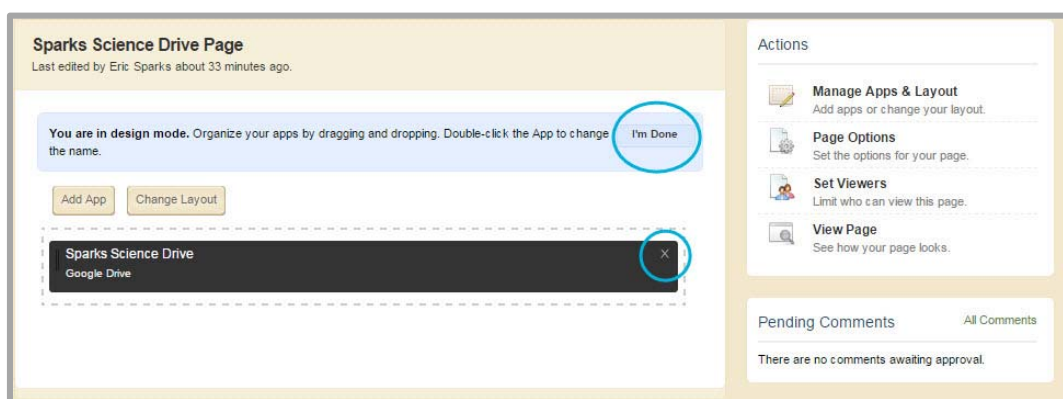 Sparks Science Drive Page
Last edited by Eric Sparks about 33 minutes ago.
You are in design mode. Organize your apps by dragging and dropping. Double-click the App to change
the name.
I'm Done
Add App
Change Layout
Sparks Science Drive
X
Google Drive
Actions
Manage Apps & Layout
Add apps or change your layout.
Page Options
Set the options for your page.
Set Viewers
Limit who can view this page.
View Page
See how your page looks.
Pending Comments
All Comments
There are no comments awaiting approval.